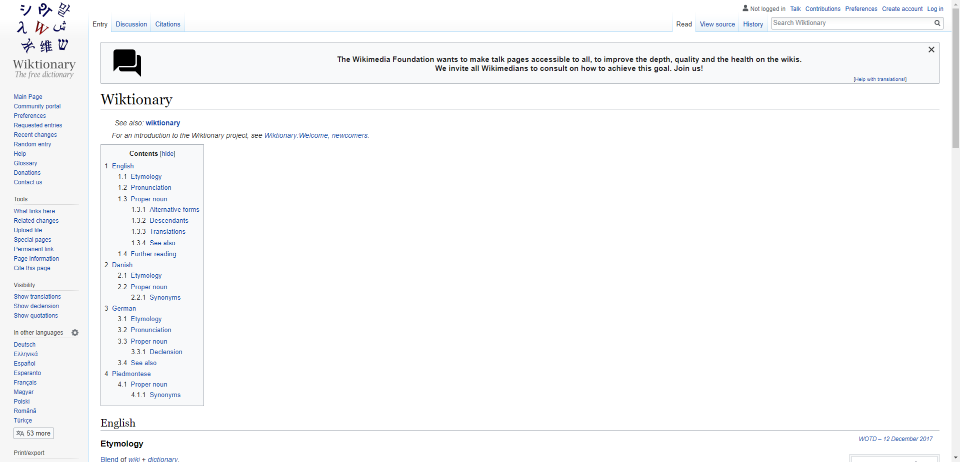 Wiktionary
The free dictionary
Main Page
Community portal
Preferences
Requested entries
Recent changes
Random entry
Help
Glossary
Donations
Contact us
Tools
What links here
Related changes
Upload file
Special pages
Permanent link
Page information
Cite this page
Visibility
Show translations
Show declension
Show quotations
In other languages
Deutsch
Ελληνικά
Español
Esperanto
Français
Magyar
Polski
Română
Türkçe
53 more
Print/export
Not logged in Talk Contributions Preferences Create account Log in
Entry Discussion Citations Read View source History Search Wiktionary
The Wikimedia Foundation wants to make talk pages accessible to all, to improve the depth, quality and the health on the wikis.
We invite all Wikimedians to consult on how to achieve this goal. Join us!
[Help with translations!]
Wiktionary
See also: wiktionary
For an introduction to the Wiktionary project, see Wiktionary:Welcome, newcomers.
Contents [hide]
1 English
1.1 Etymology
1.2 Pronunciation
1.3 Proper noun
1.3.1 Alternative forms
1.3.2 Descendants
1.3.3 Translations
1.3.4 See also
1.4 Further reading
2 Danish
2.1 Etymology
2.2 Proper noun
2.2.1 Synonyms
3 German
3.1 Etymology
3.2 Pronunciation
3.3 Proper noun
3.3.1 Declension
3.4 See also
4 Piedmontese
4.1 Proper noun
4.1.1 Synonyms
English
WOTD – 12 December 2017
Etymology
Blend of wiki + dictionary.